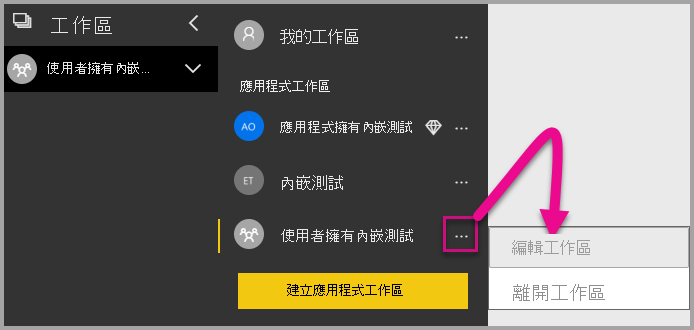 工作區
使用者擁有內嵌...
我的工作區
...
應用程式工作區
AO
應用程式擁有內嵌測試
...
ET
內嵌測試
...
使用者擁有內嵌測試
...
建立應用程式工作區
編輯工作區
離開工作區